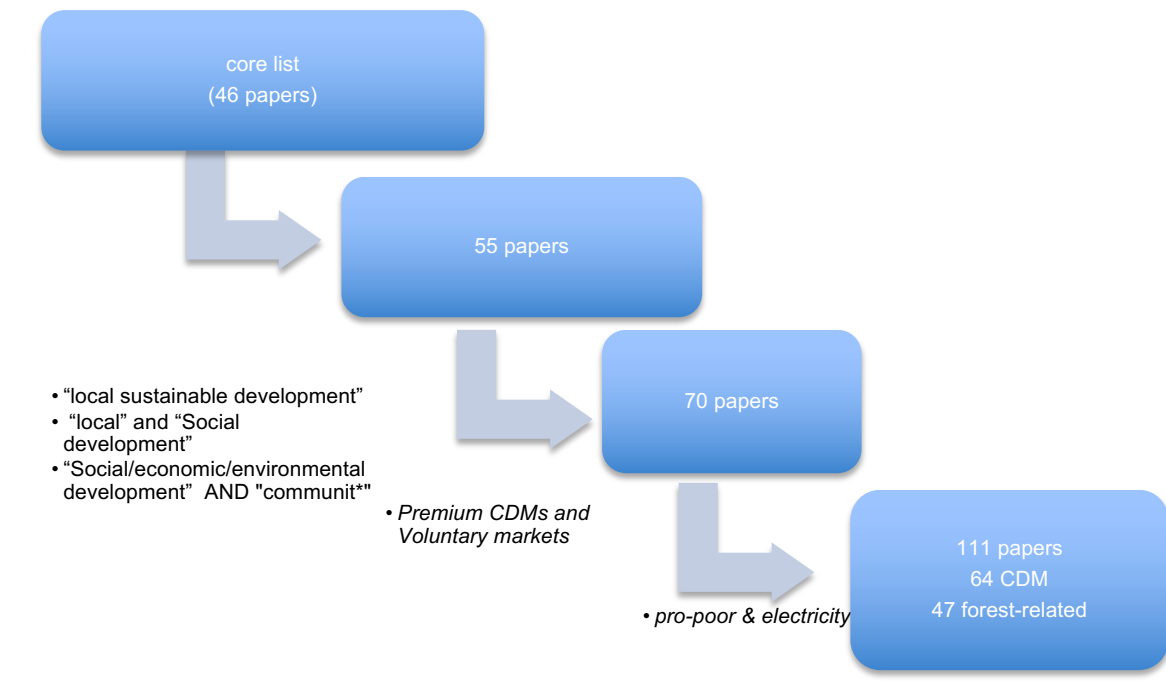 core list
(46 papers)
55 papers
70 papers
• “local sustainable development”
• “local” and “Social
development”
• “Social/economic/environmental
development” AND "communit*"
• Premium CDMs and
Voluntary markets
111 papers
64 CDM
47 forest-related
• pro-poor & electricity